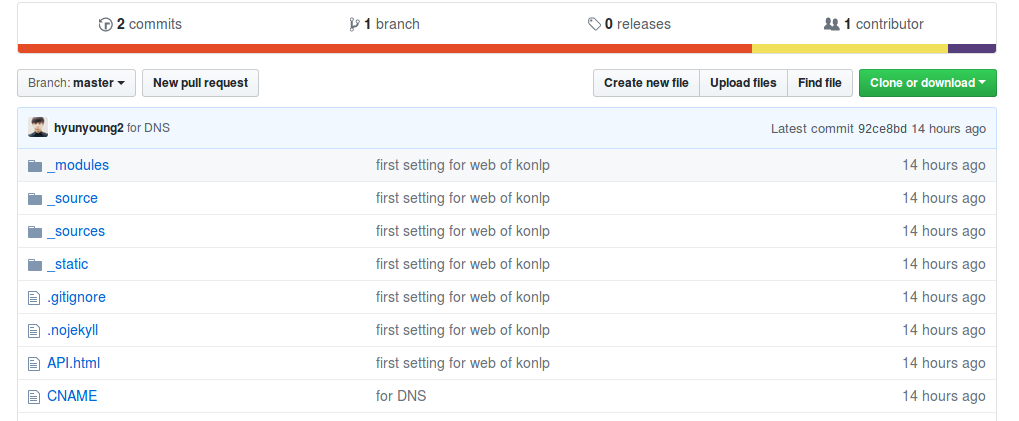 2 commits 1 branch 0 releases 1 contributor
Branch: master New pull request Create new file Upload files Find file Clone or download
hyunyoung2 for DNS Latest commit 92ce8bd 14 hours ago
_modules first setting for web of konlp 14 hours ago
_source first setting for web of konlp 14 hours ago
_sources first setting for web of konlp 14 hours ago
_static first setting for web of konlp 14 hours ago
.gitignore first setting for web of konlp 14 hours ago
.nojekyll first setting for web of konlp 14 hours ago
API.html first setting for web of konlp 14 hours ago
CNAME for DNS 14 hours ago